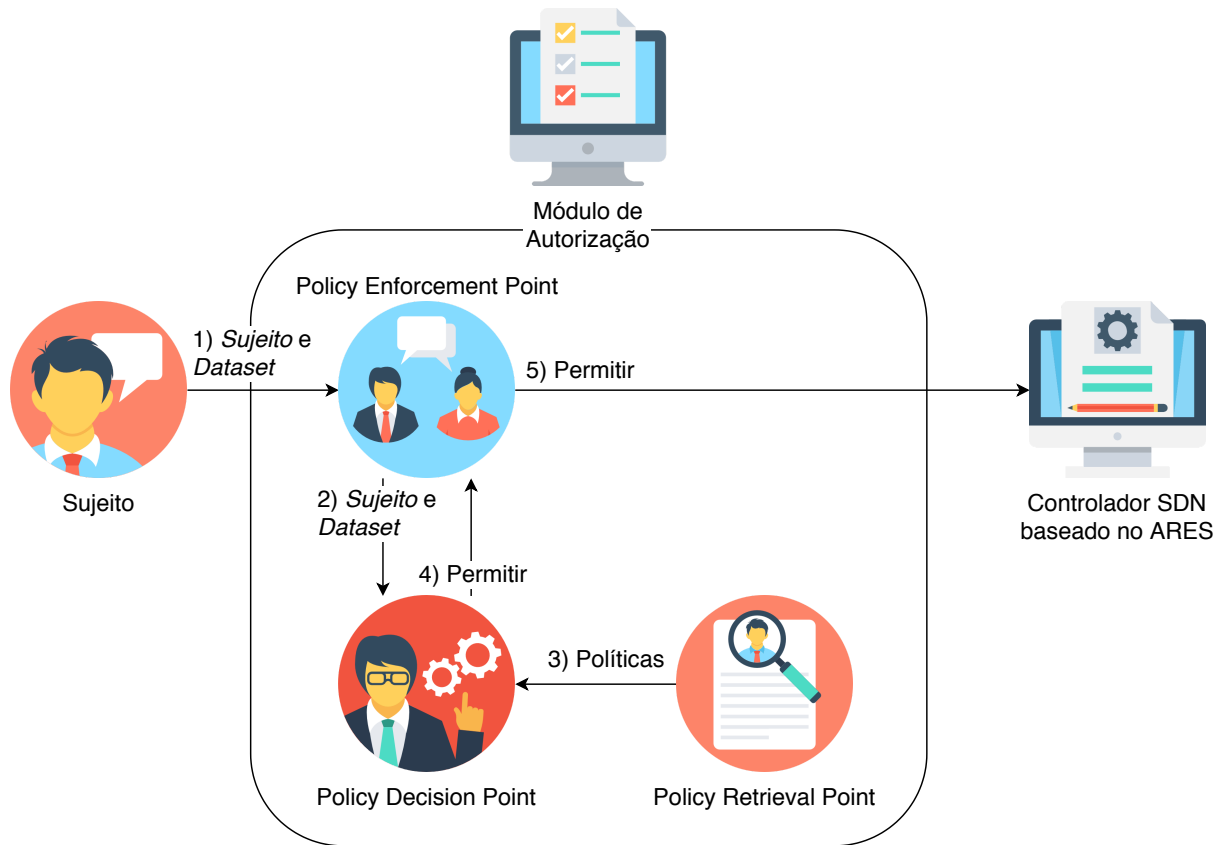 Módulo de
Autorização
Policy Enforcement Point
1) Sujeito e
Dataset
5) Permitir
Sujeito
2) Sujeito e
Dataset
Controlador SDN
baseado no ARES
4) Permitir
3) Políticas
Policy Decision Point
Policy Retrieval Point